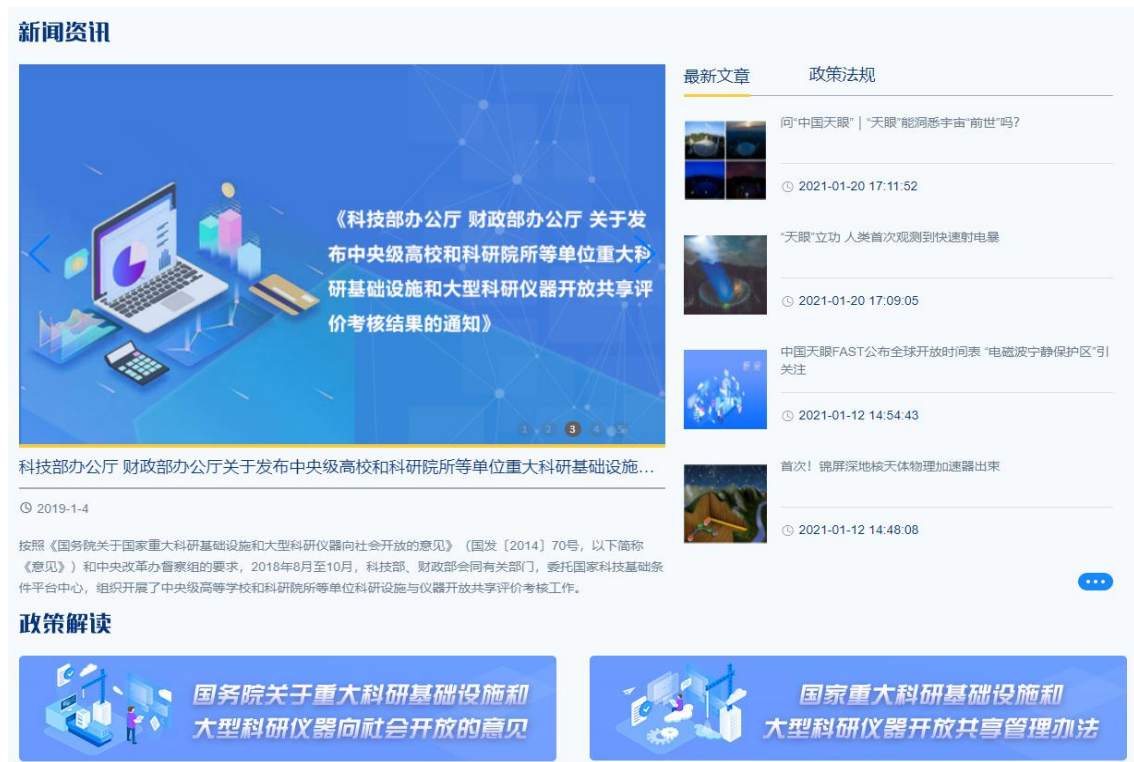 新闻资讯
《科技部办公厅 财政部办公厅 关于发
布中央级高校和科研院所等单位重大科
研基础设施和大型科研仪器开放共享评
价考核结果的通知》
1 2 3 4 5
科技部办公厅 财政部办公厅关于发布中央级高校和科研院所等单位重大科研基础设施...
2019-1-4
按照《国务院关于国家重大科研基础设施和大型科研仪器向社会开放的意见》（国发〔2014〕70号，以下简称
《意见》）和中央改革办督察组的要求，2018年8月至10月，科技部、财政部会同有关部门，委托国家科技基础条
件平台中心，组织开展了中央级高等学校和科研院所等单位科研设施与仪器开放共享评价考核工作。
最新文章 政策法规
问“中国天眼”｜“天眼”能洞悉宇宙“前世”吗？
2021-01-20 17:11:52
“天眼”立功 人类首次观测到快速射电暴
2021-01-20 17:09:05
中国天眼FAST公布全球开放时间表 “电磁波宁静保护区”引
关注
2021-01-12 14:54:43
首次！锦屏深地核天体物理加速器出束
2021-01-12 14:48:08
政策解读
国务院关于重大科研基础设施和
大型科研仪器向社会开放的意见
国家重大科研基础设施和
大型科研仪器开放共享管理办法